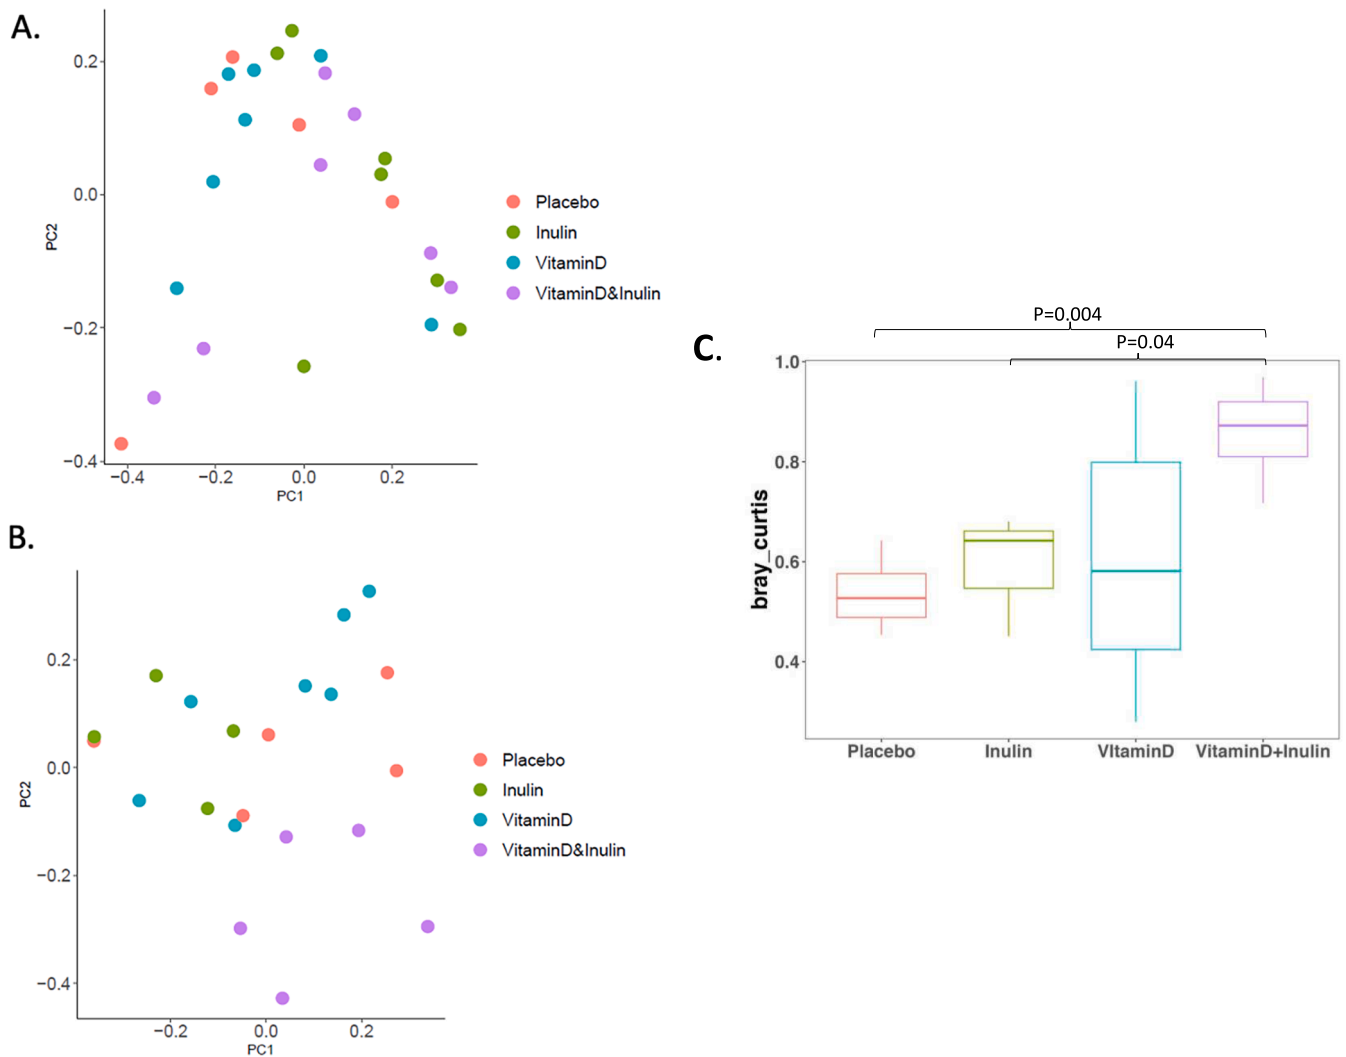 A.
0.2
0.0
−0.2
−0.4
PC2
−0.4
−0.2
0.0
0.2
PC1
Placebo
Inulin
VitaminD
VitaminD&Inulin
B.
0.2
0.0
−0.2
−0.4
PC2
−0.2
0.0
0.2
PC1
Placebo
Inulin
VitaminD
VitaminD&Inulin
C.
P=0.004
P=0.04
1.0
0.8
0.6
0.4
bray_curtis
Placebo
Inulin
VItaminD
VitaminD+Inulin